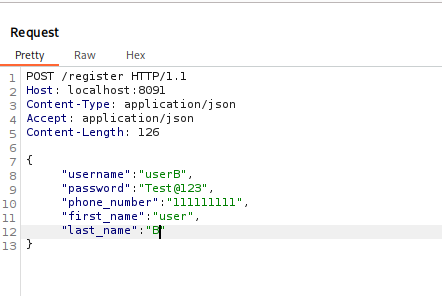 Request
Pretty Raw Hex
1 POST /register HTTP/1.1
2 Host: localhost:8091
3 Content-Type: application/json
4 Accept: application/json
5 Content-Length: 126
6
7 {
8 "username":"userB",
9 "password":"Test@123",
10 "phone_number":"111111111",
11 "first_name":"user",
12 "last_name":"B"
13 }